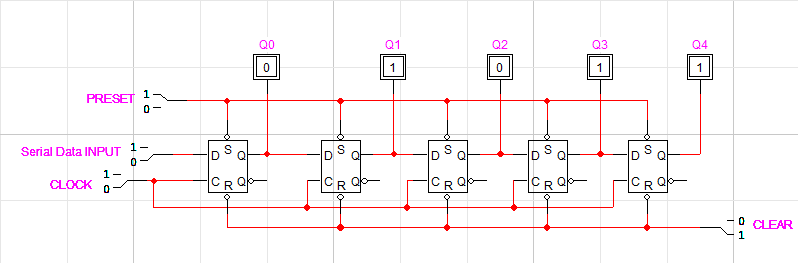 Q0 Q1 Q2 Q3 Q4
0 1 0 1 1
PRESET 1
0
Serial Data INPUT 1
0
D S Q D S Q D S Q D S Q D S Q
CLOCK 1
0
C R Q C R Q C R Q C R Q C R Q
0
1 CLEAR